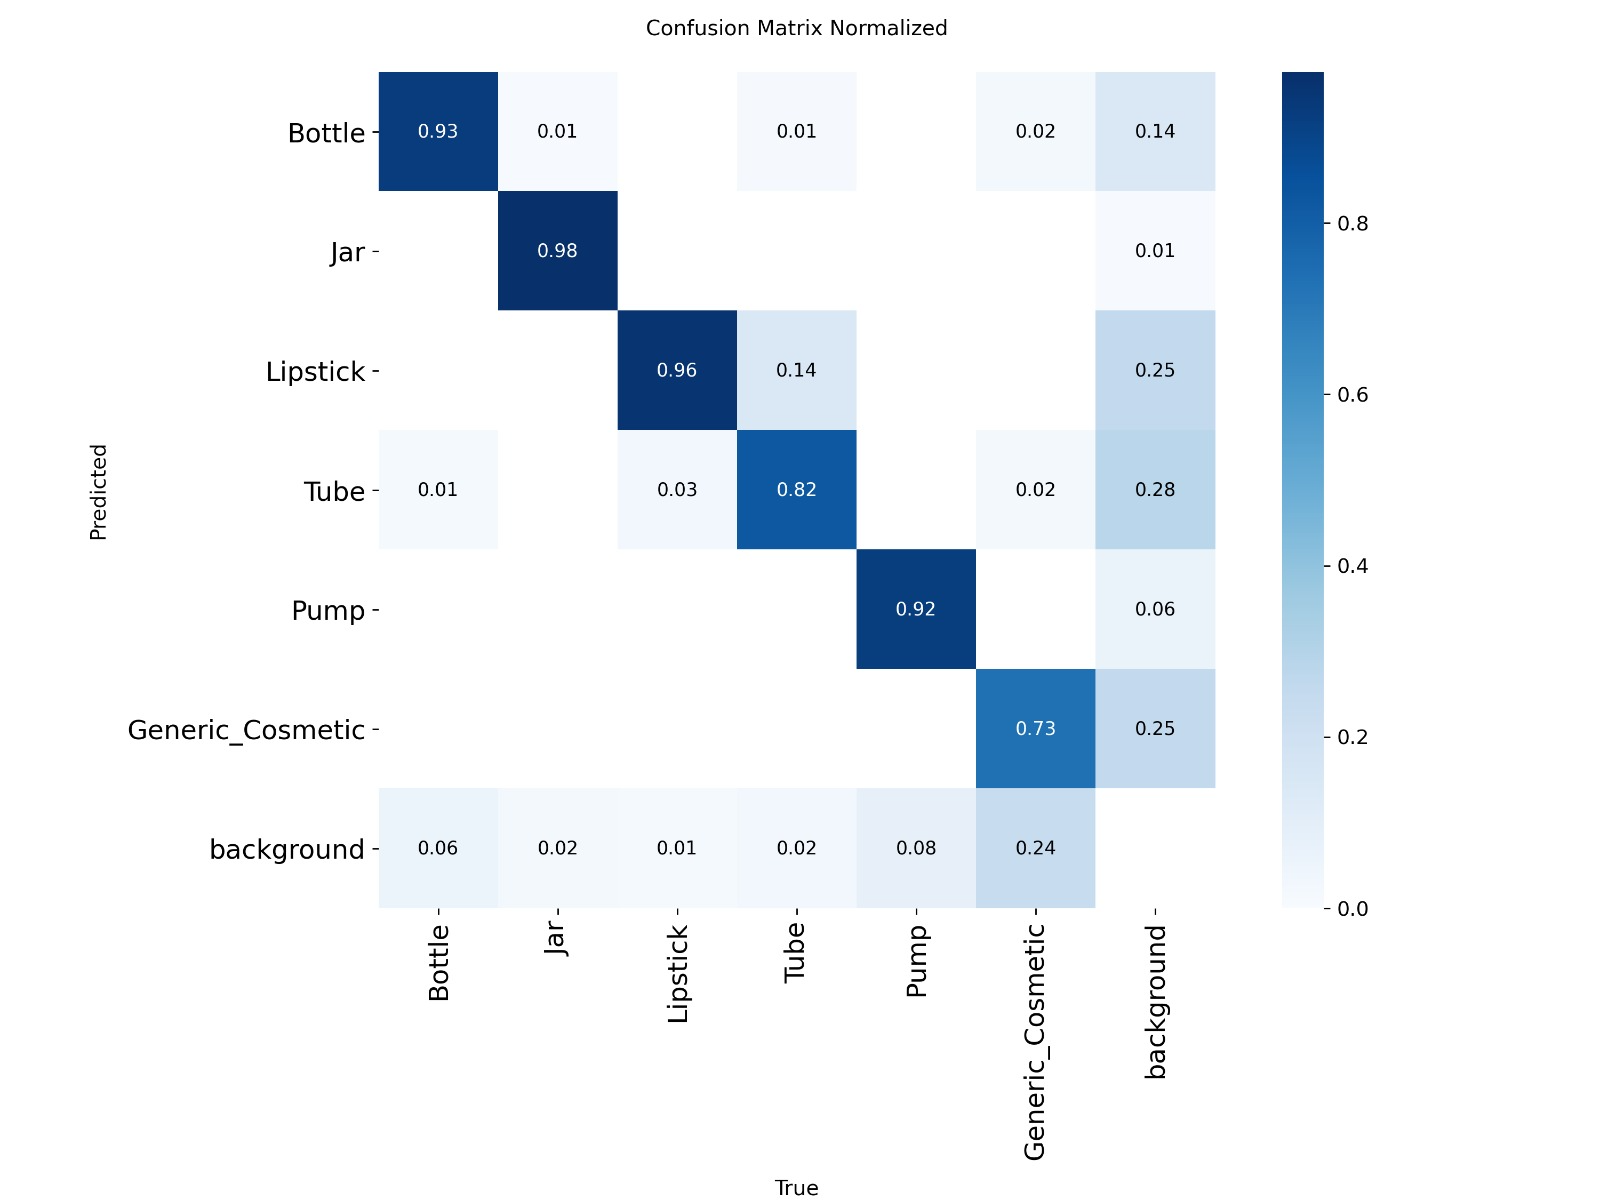 Confusion Matrix Normalized
Bottle 0.93 0.01 0.01 0.02 0.14
Jar 0.98 0.01
Lipstick 0.96 0.14 0.25
Tube 0.01 0.03 0.82 0.02 0.28
Pump 0.92 0.06
Generic_Cosmetic 0.73 0.25
background 0.06 0.02 0.01 0.02 0.08 0.24
Predicted
Bottle Jar Lipstick Tube Pump Generic_Cosmetic background
True
0.8
0.6
0.4
0.2
0.0